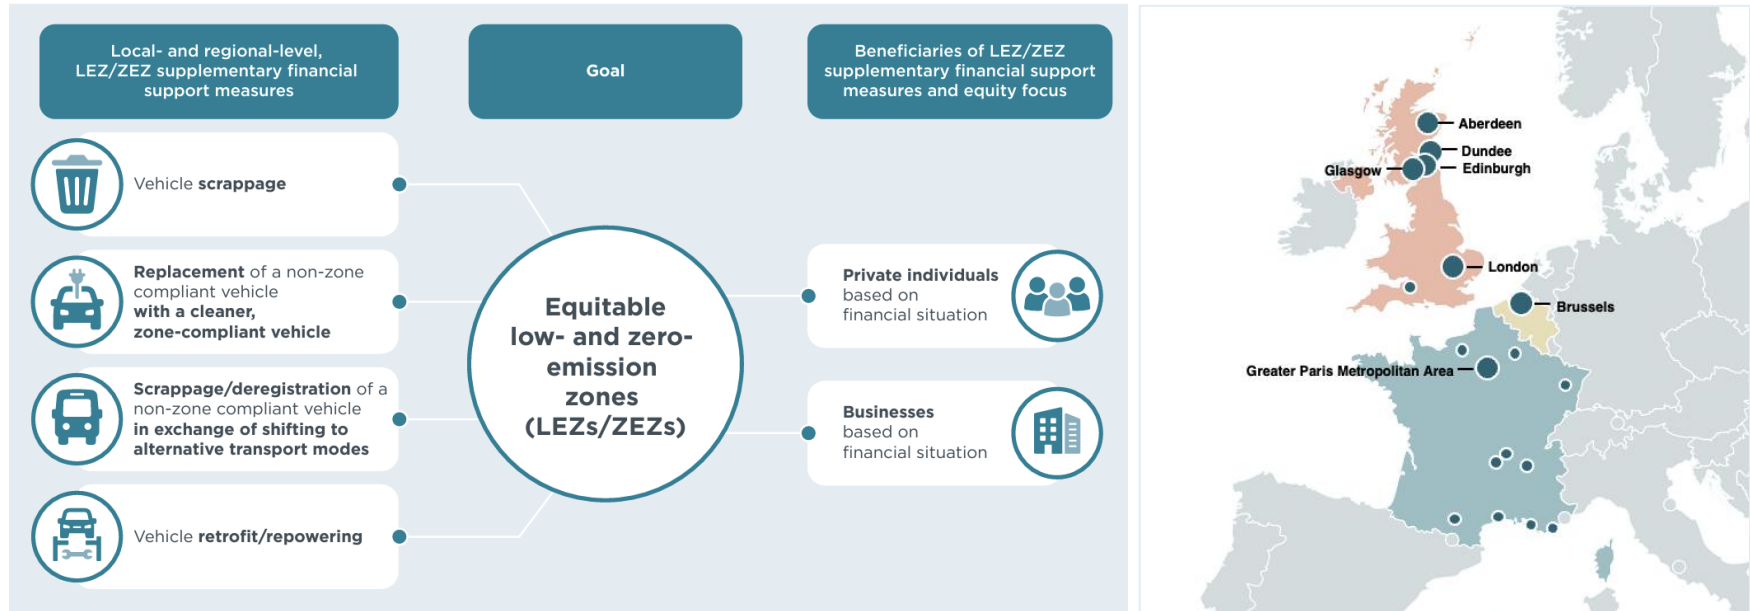 Local- and regional-level,
LEZ/ZEZ supplementary financial
support measures
Goal
Beneficiaries of LEZ/ZEZ
supplementary financial support
measures and equity focus
Vehicle scrappage
Replacement of a non-zone
compliant vehicle
with a cleaner,
zone-compliant vehicle
Scrappage/deregistration of a
non-zone compliant vehicle
in exchange of shifting to
alternative transport modes
Vehicle retrofit/repowering
Equitable
low- and zero-
emission
zones
(LEZs/ZEZs)
Private individuals
based on
financial situation
Businesses
based on
financial situation
Aberdeen
Dundee
Glasgow
Edinburgh
London
Brussels
Greater Paris Metropolitan Area